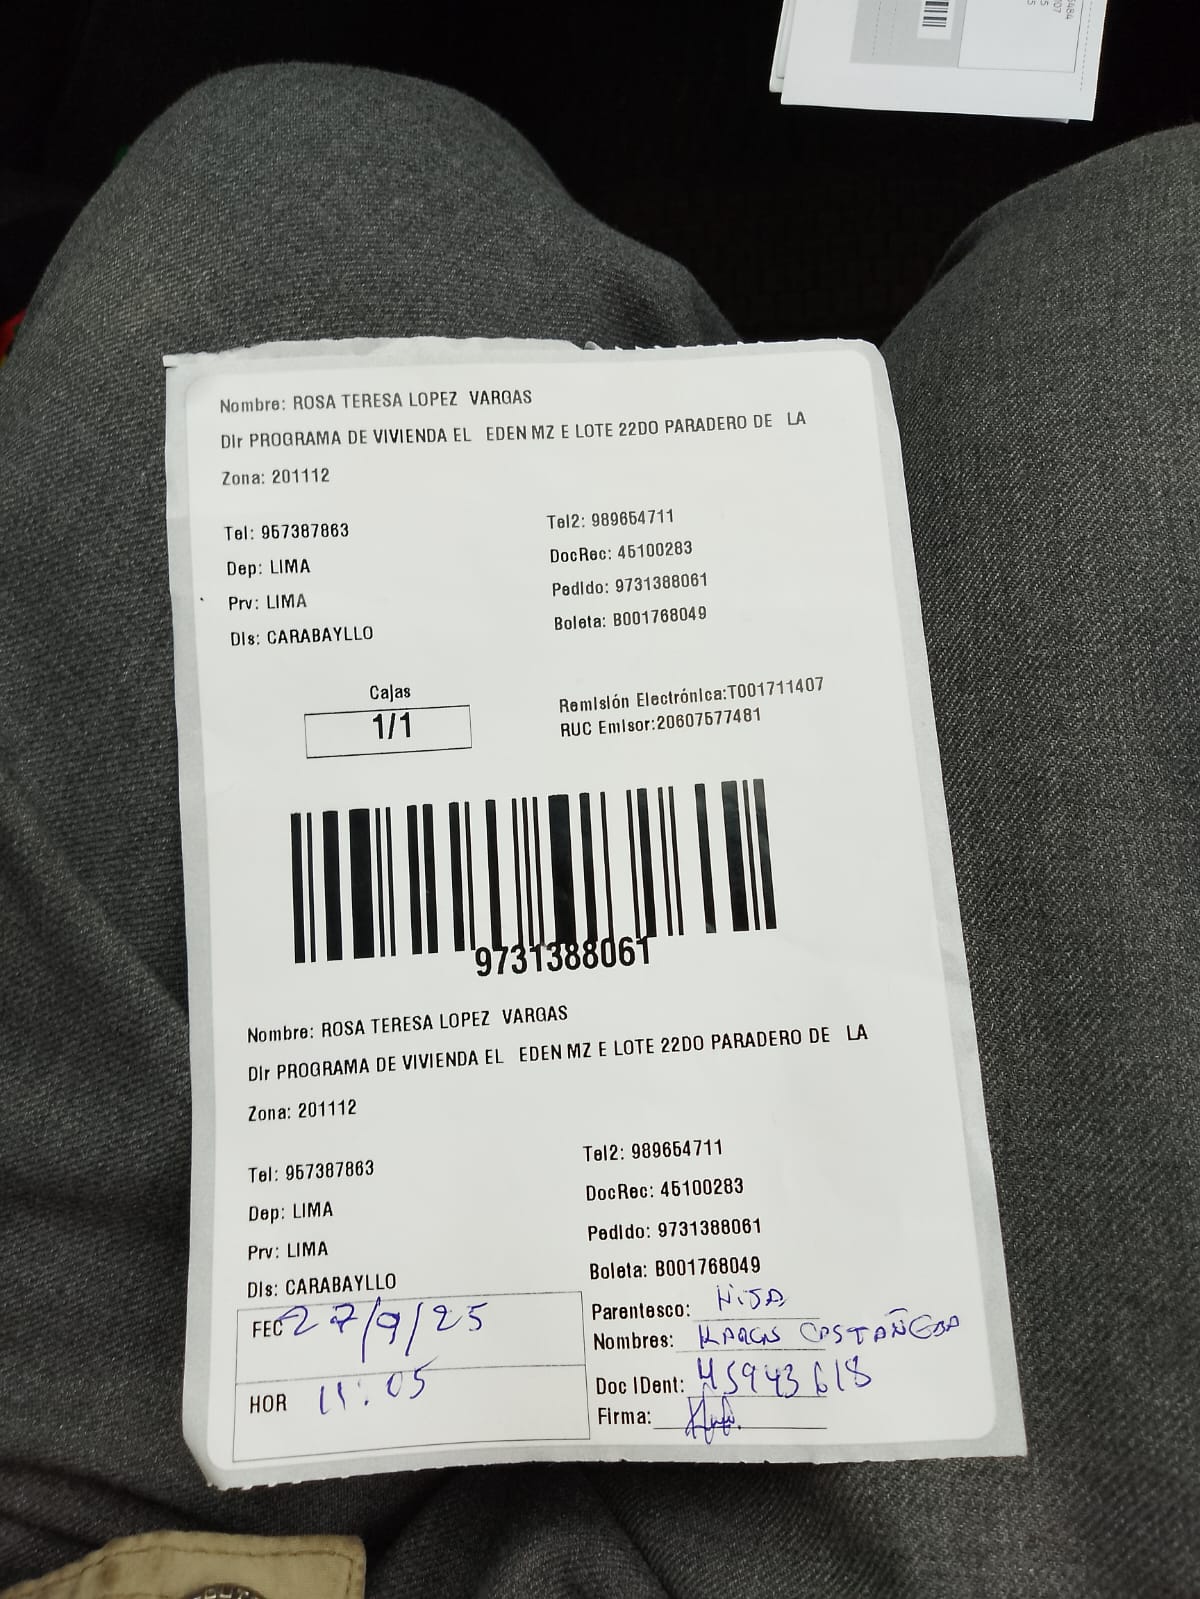 Nombre: ROSA TERESA LOPEZ VARGAS
Dir PROGRAMA DE VIVIENDA EL EDEN MZ E LOTE 22DO PARADERO DE LA
Zona: 201112
Tel: 957387863
Tel2: 989654711
Dep: LIMA
DocRec: 45100283
Prv: LIMA
Pedido: 9731388061
Dis: CARABAYLLO
Boleta: B001768049
Cajas
1/1
Remisión Electrónica:T001711407
RUC Emisor:20607577481
9731388061
Nombre: ROSA TERESA LOPEZ VARGAS
Dir PROGRAMA DE VIVIENDA EL EDEN MZ E LOTE 22DO PARADERO DE LA
Zona: 201112
Tel: 957387863
Tel2: 989654711
Dep: LIMA
DocRec: 45100283
Prv: LIMA
Pedido: 9731388061
Dis: CARABAYLLO
Boleta: B001768049
FEC 27/9/25
HOR 11:05
Parentesco: HIJA
Nombres: CASTAÑEDA
Doc IDent: 45943618
Firma: